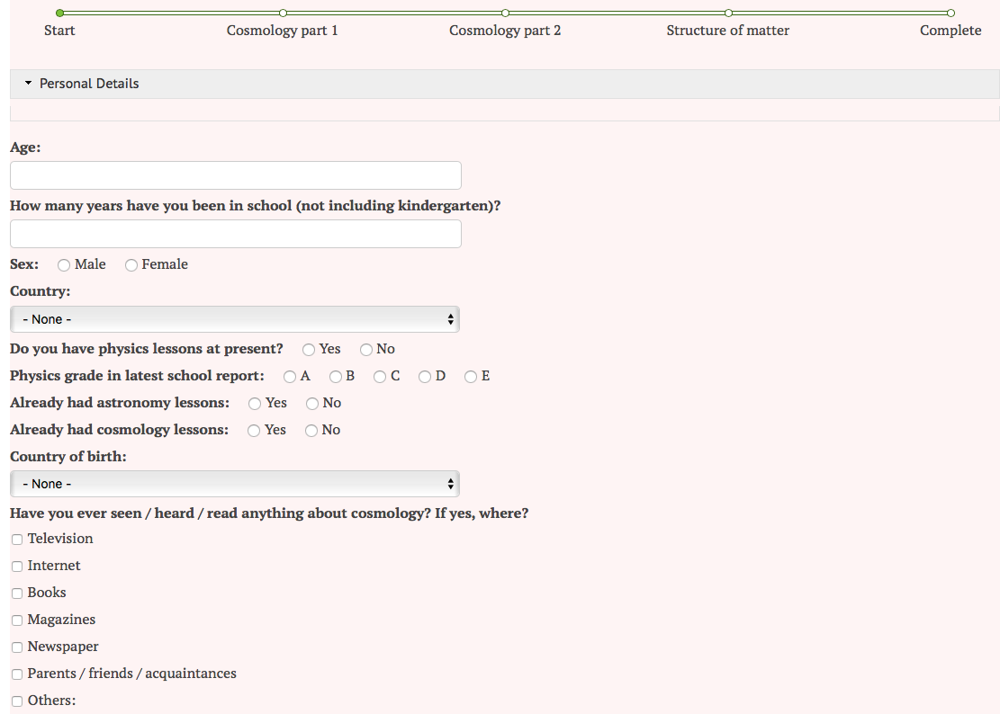 Start Cosmology part 1 Cosmology part 2 Structure of matter Complete
Personal Details
Age:
How many years have you been in school (not including kindergarten)?
Sex: Male Female
Country:
- None -
Do you have physics lessons at present? Yes No
Physics grade in latest school report: A B C D E
Already had astronomy lessons: Yes No
Already had cosmology lessons: Yes No
Country of birth:
- None -
Have you ever seen / heard / read anything about cosmology? If yes, where?
Television
Internet
Books
Magazines
Newspaper
Parents / friends / acquaintances
Others: